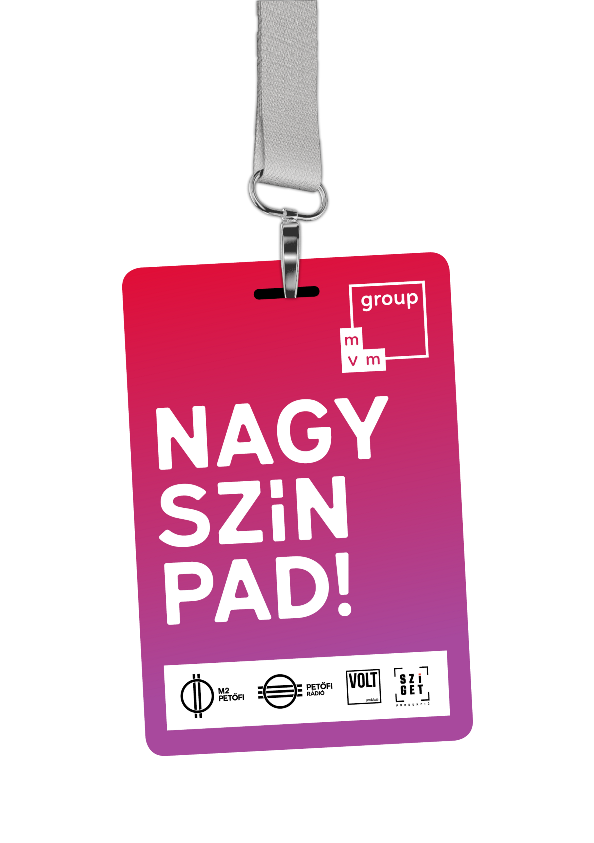 group
m
v m
NAGY
SZiN
PAD!
M2
PETŐFI
PETŐFI
RÁDIÓ
VOLT
SZi
GET